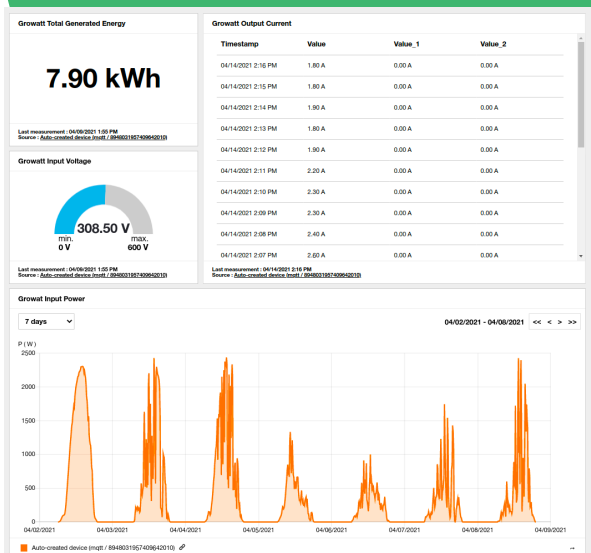 Growatt Total Generated Energy
7.90 kWh
Last measurement : 04/09/2021 1:55 PM
Source : Auto-created device (mqtt / 8948031957409642010)
Growatt Input Voltage
308.50 V
min. max.
0 V 600 V
Last measurement : 04/09/2021 1:55 PM
Source : Auto-created device (mqtt / 8948031957409642010)
Growatt Output Current
Timestamp Value Value_1 Value_2
04/14/2021 2:16 PM 1.80 A 0.00 A 0.00 A
04/14/2021 2:15 PM 1.80 A 0.00 A 0.00 A
04/14/2021 2:14 PM 1.90 A 0.00 A 0.00 A
04/14/2021 2:13 PM 1.80 A 0.00 A 0.00 A
04/14/2021 2:12 PM 1.90 A 0.00 A 0.00 A
04/14/2021 2:11 PM 2.20 A 0.00 A 0.00 A
04/14/2021 2:10 PM 2.30 A 0.00 A 0.00 A
04/14/2021 2:09 PM 2.30 A 0.00 A 0.00 A
04/14/2021 2:08 PM 2.40 A 0.00 A 0.00 A
04/14/2021 2:07 PM 2.60 A 0.00 A 0.00 A
Last measurement : 04/14/2021 2:16 PM
Source : Auto-created device (mqtt / 8948031957409642010)
Growat Input Power
7 days 04/02/2021 - 04/08/2021 << < > >>
P ( W )
2500
2000
1500
1000
500
0
04/02/2021 04/03/2021 04/04/2021 04/05/2021 04/06/2021 04/07/2021 04/08/2021 04/09/2021
Auto-created device (mqtt / 8948031957409642010)